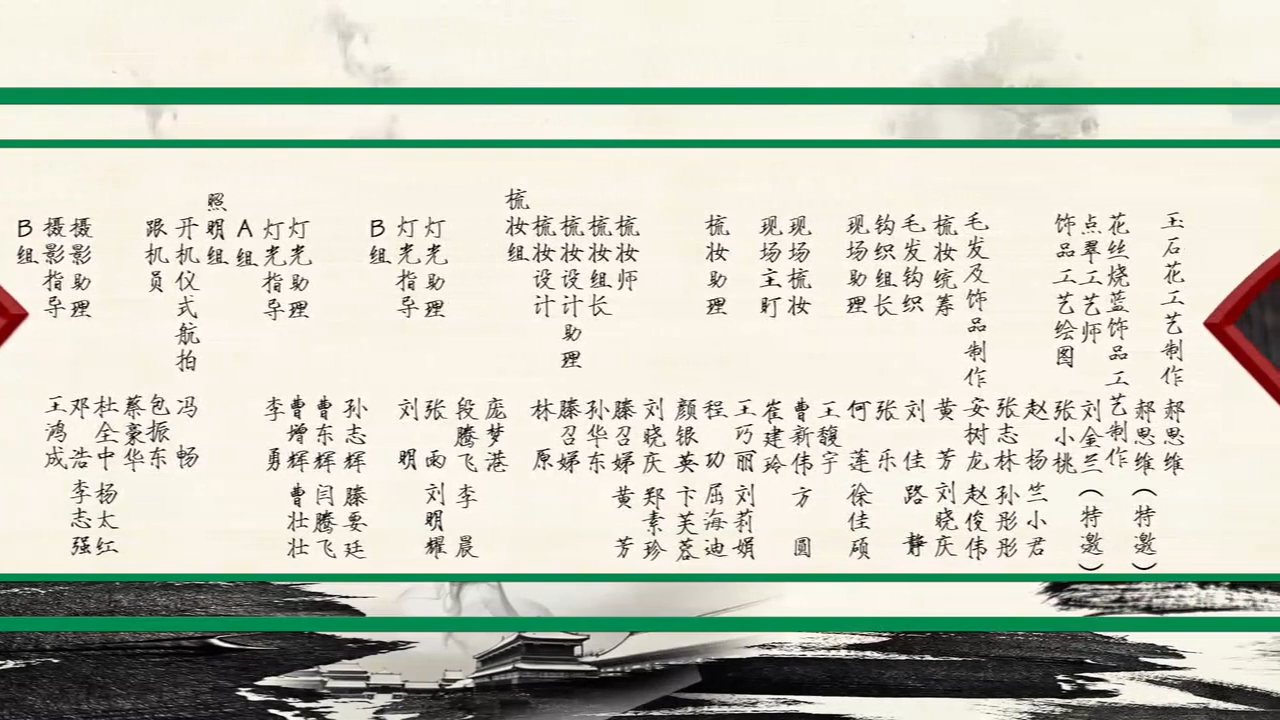 B组
摄影指导 王鸿成
摄影助理 邓浩 李志强
杜全中 杨太红
蔡豪华
跟机员 包振东
开机仪式航拍 冯畅
照明组
A组
灯光指导 李勇
灯光助理 曹增辉 曹壮壮
曹东辉 闫腾飞
孙志辉 滕要廷
B组
灯光指导 刘明
灯光助理 张雨 刘明耀
段腾飞 李晨
庞梦港
梳妆组
梳妆设计 林原
梳妆设计助理 滕召娣
梳妆组长 孙华东
梳妆师 滕召娣 黄芳
刘晓庆 郑素珍
颜银英 卞芙蓉
梳妆助理 程功 屈海迪
王巧丽 刘莉娟
现场主盯 崔建玲
现场梳妆 曹新伟 方圆
王馥宇
现场助理 何莲 徐佳硕
钩织组长 张乐
毛发钩织 刘佳 路静
梳妆统筹 黄芳 刘晓庆
毛发及饰品制作 安树龙 赵俊伟
张志林 孙彤彤
赵杨 竺小君
饰品工艺绘图 张小桃
点翠工艺师 刘金兰（特邀）
花丝烧蓝饰品工艺制作
郝思维（特邀）
玉石花工艺制作 郝思维